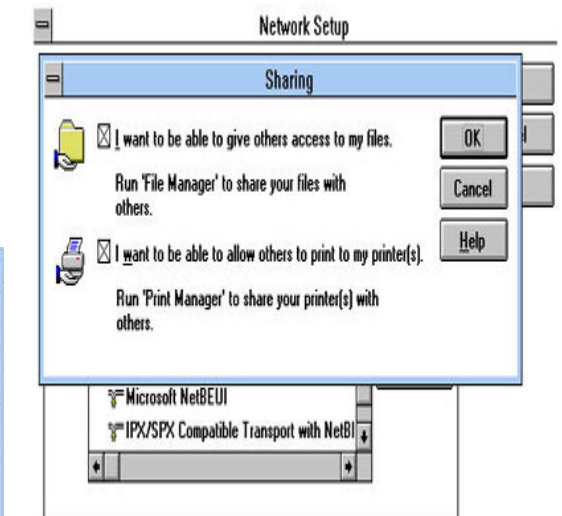 Network Setup
Sharing
I want to be able to give others access to my files.
OK
Run 'File Manager' to share your files with
others.
Cancel
I want to be able to allow others to print to my printer(s).
Help
Run 'Print Manager' to share your printer(s) with
others.
Microsoft NetBEUI
IPX/SPX Compatible Transport with NetBI